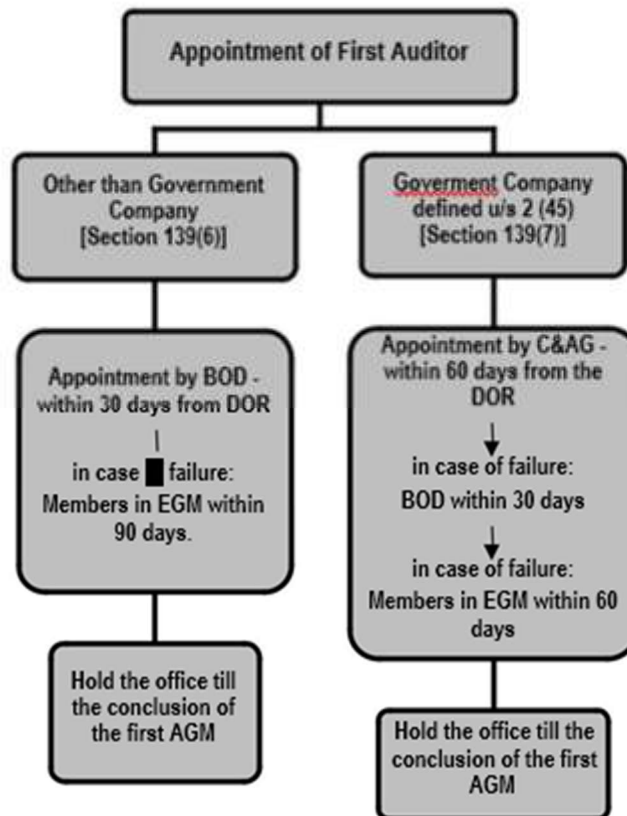 Appointment of First Auditor
Other than Government
Company
[Section 139(6)]
Goverment Company
defined u/s 2 (45)
[Section 139(7)]
Appointment by BOD -
within 30 days from DOR
in case failure:
Members in EGM within
90 days.
Appointment by C&AG -
within 60 days from the
DOR
in case of failure:
BOD within 30 days
in case of failure:
Members in EGM within 60
days
Hold the office till
the conclusion of
the first AGM
Hold the office till the
conclusion of the first
AGM